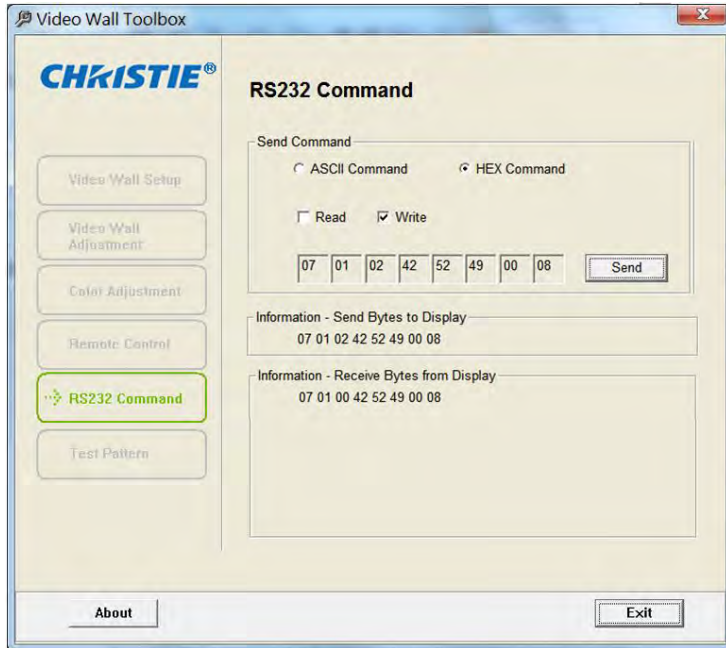 Video Wall Toolbox
CHRISTIE®
Video Wall Setup
Video Wall
Adjustment
Color Adjustment
Remote Control
RS232 Command
Test Pattern
RS232 Command
Send Command
ASCII Command HEX Command
Read Write
07 01 02 42 52 49 00 08 Send
Information - Send Bytes to Display
07 01 02 42 52 49 00 08
Information - Receive Bytes from Display
07 01 00 42 52 49 00 08
About Exit